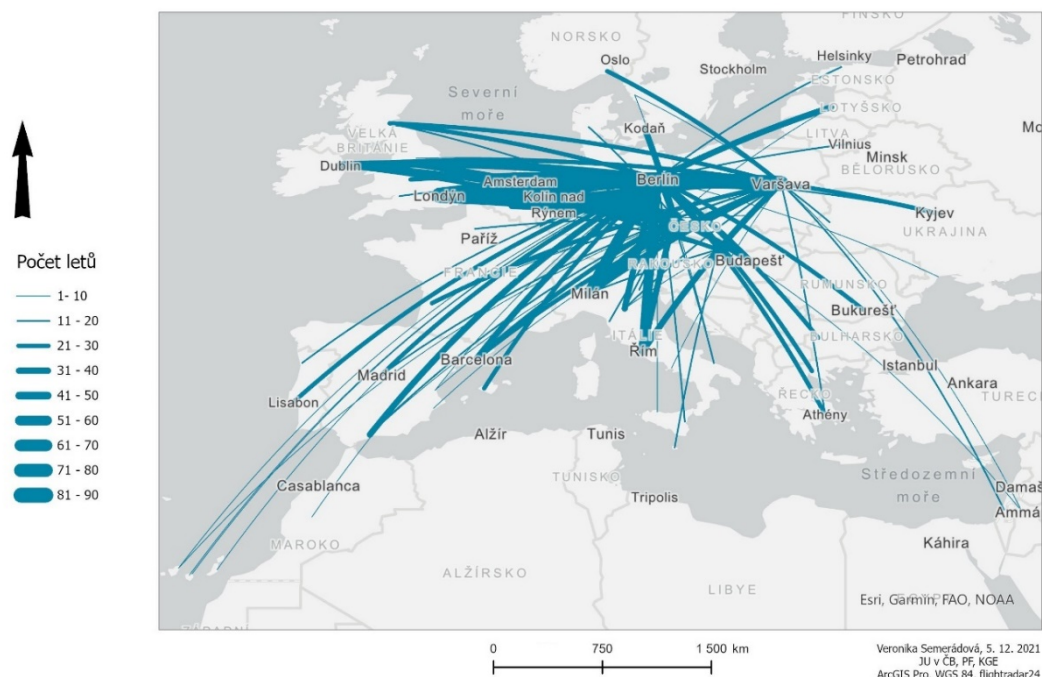 NORSKO
FINSKO
Oslo
Helsinky
Petrohrad
Stockholm
ESTONSKO
Severní
moře
LOTYŠSKO
Kodaň
VELKÁ
BRITÁNIE
LITVA
Vilnius
Minsk
BĚLORUSKO
Dublin
Amsterdam
Berlín
Varšava
Londýn
Kolín nad
Rýnem
Kyjev
UKRAJINA
ČESKO
Paříž
RAKOUSKO
Budapešť
FRANCIE
Milán
RUMUNSKO
Bukurešť
ITÁLIE
BULHARSKO
Řím
Barcelona
Madrid
Istanbul
Ankara
Lisabon
ŘECKO
TURECK
Athény
Alžír
Tunis
Casablanca
TUNISKO
Středozemní
moře
Damaš
Tripolis
Ammá
MAROKO
Káhira
ALŽÍRSKO
LIBYE
Esri, Garmin, FAO, NOAA
Počet letů
1- 10
11 - 20
21 - 30
31 - 40
41 - 50
51 - 60
61 - 70
71 - 80
81 - 90
0 750 1 500 km
Veronika Semerádová, 5. 12. 2021
JU v ČB, PF, KGE
ArcGIS Pro, WGS 84, flightradar24